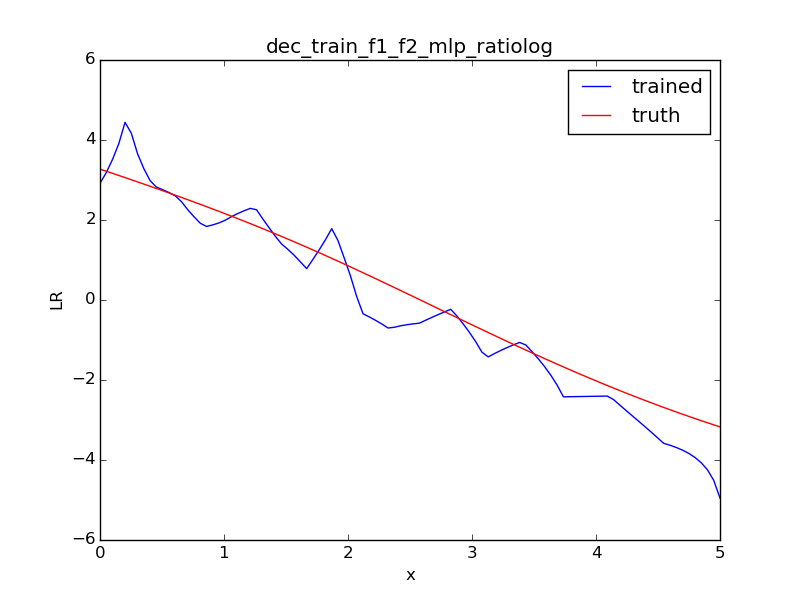 dec_train_f1_f2_mlp_ratiolog
trained
truth
6
4
2
0
−2
−4
−6
LR
0 1 2 3 4 5
x